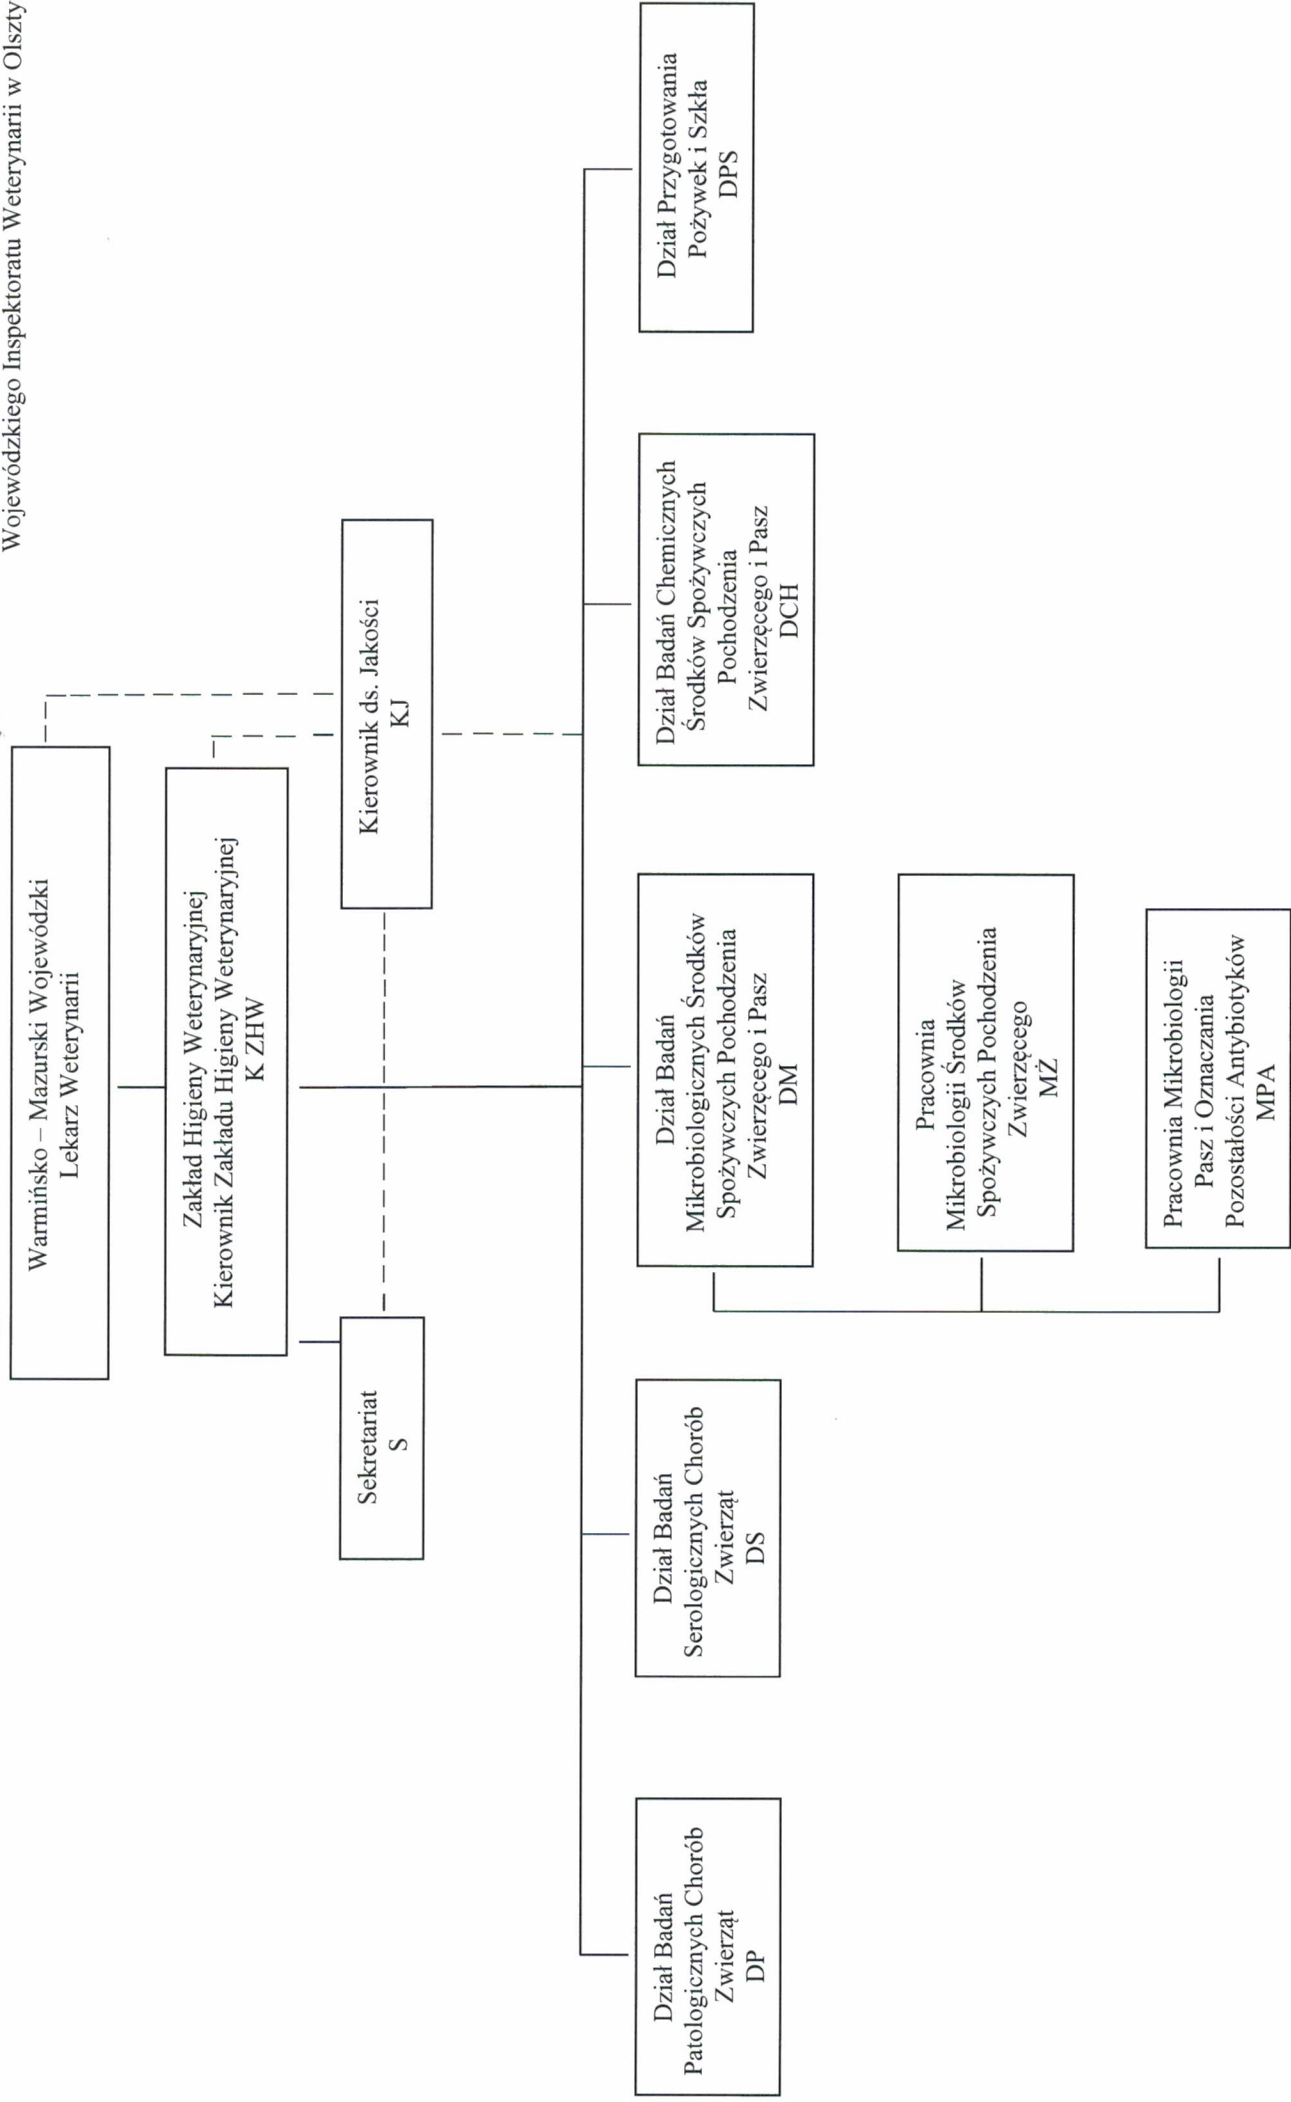 Wojewódzkiego Inspektoratu Weterynarii w Olszty
Warmińsko – Mazurski Wojewódzki
Lekarz Weterynarii
Zakład Higieny Weterynaryjnej
Kierownik Zakładu Higieny Weterynaryjnej
K ZHW
Sekretariat
S
Kierownik ds. Jakości
KJ
Dział Badań
Patologicznych Chorób
Zwierząt
DP
Dział Badań
Serologicznych Chorób
Zwierząt
DS
Dział Badań
Mikrobiologicznych Środków
Spożywczych Pochodzenia
Zwierzęcego i Pasz
DM
Dział Badań Chemicznych
Środków Spożywczych
Pochodzenia
Zwierzęcego i Pasz
DCH
Dział Przygotowania
Pożywek i Szkła
DPS
Pracownia
Mikrobiologii Środków
Spożywczych Pochodzenia
Zwierzęcego
MŻ
Pracownia Mikrobiologii
Pasz i Oznaczania
Pozostałości Antybiotyków
MPA